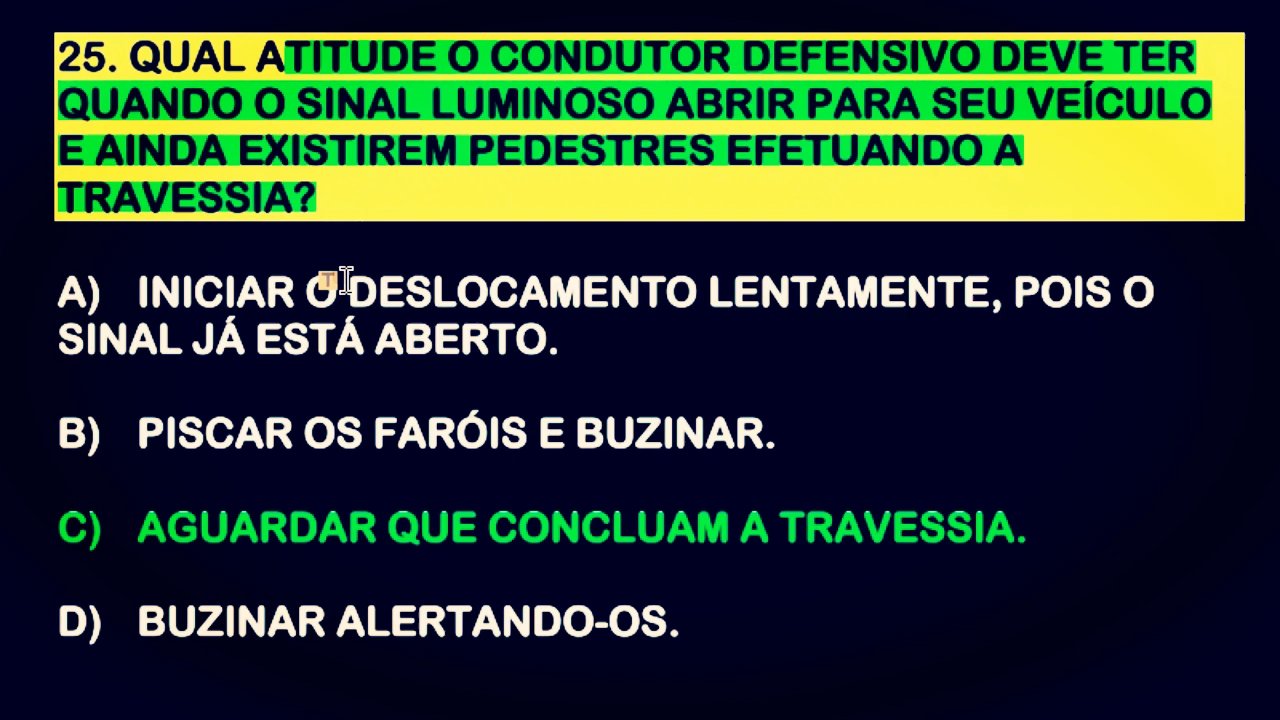 25. QUAL ATITUDE O CONDUTOR DEFENSIVO DEVE TER
QUANDO O SINAL LUMINOSO ABRIR PARA SEU VEÍCULO
E AINDA EXISTIREM PEDESTRES EFETUANDO A
TRAVESSIA?
A) INICIAR O DESLOCAMENTO LENTAMENTE, POIS O
SINAL JÁ ESTÁ ABERTO.
B) PISCAR OS FARÓIS E BUZINAR.
C) AGUARDAR QUE CONCLUAM A TRAVESSIA.
D) BUZINAR ALERTANDO-OS.